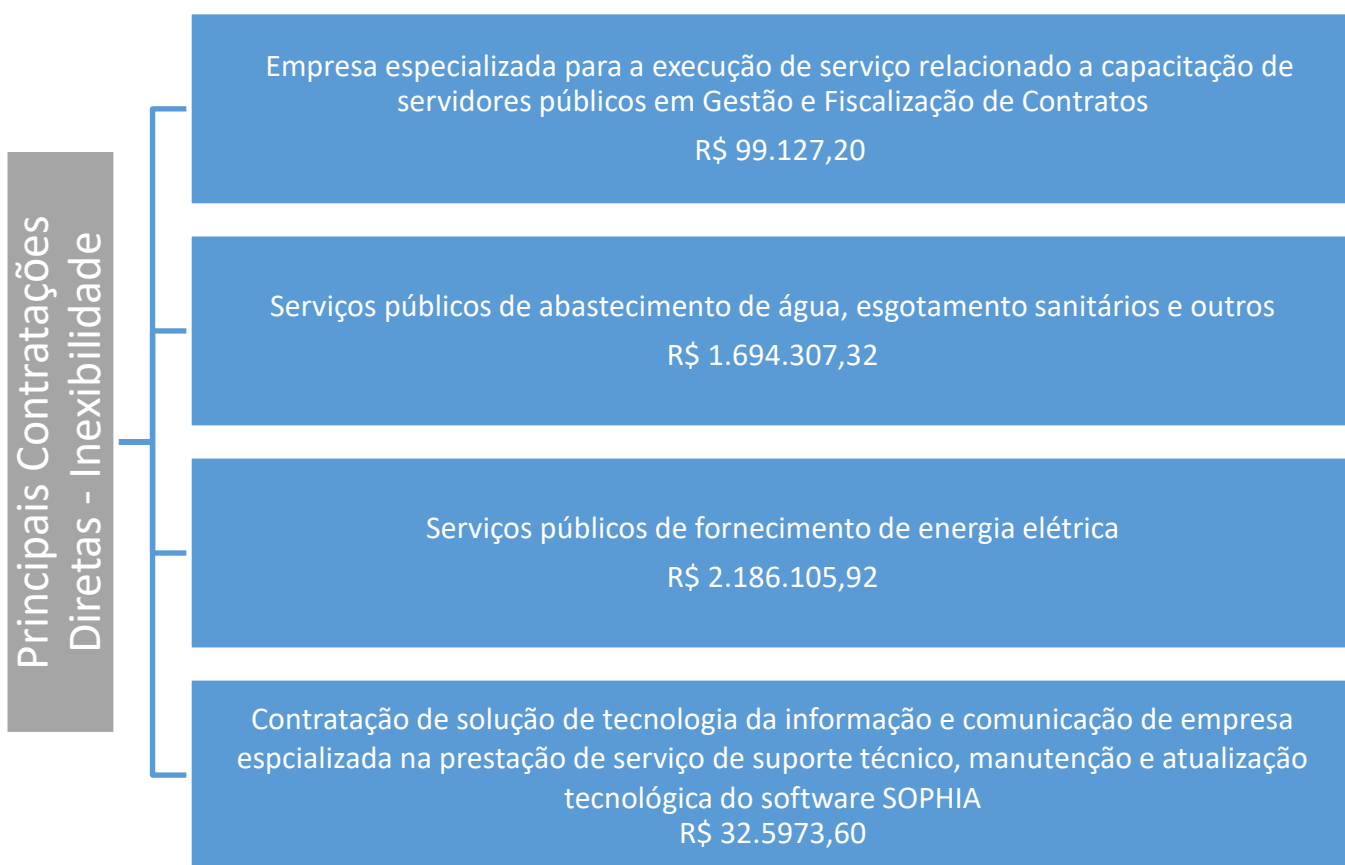 Principais Contratações
Diretas - Inexibilidade
Empresa especializada para a execução de serviço relacionado a capacitação de
servidores públicos em Gestão e Fiscalização de Contratos
R$ 99.127,20
Serviços públicos de abastecimento de água, esgotamento sanitários e outros
R$ 1.694.307,32
Serviços públicos de fornecimento de energia elétrica
R$ 2.186.105,92
Contratação de solução de tecnologia da informação e comunicação de empresa
espcializada na prestação de serviço de suporte técnico, manutenção e atualização
tecnológica do software SOPHIA
R$ 32.5973,60